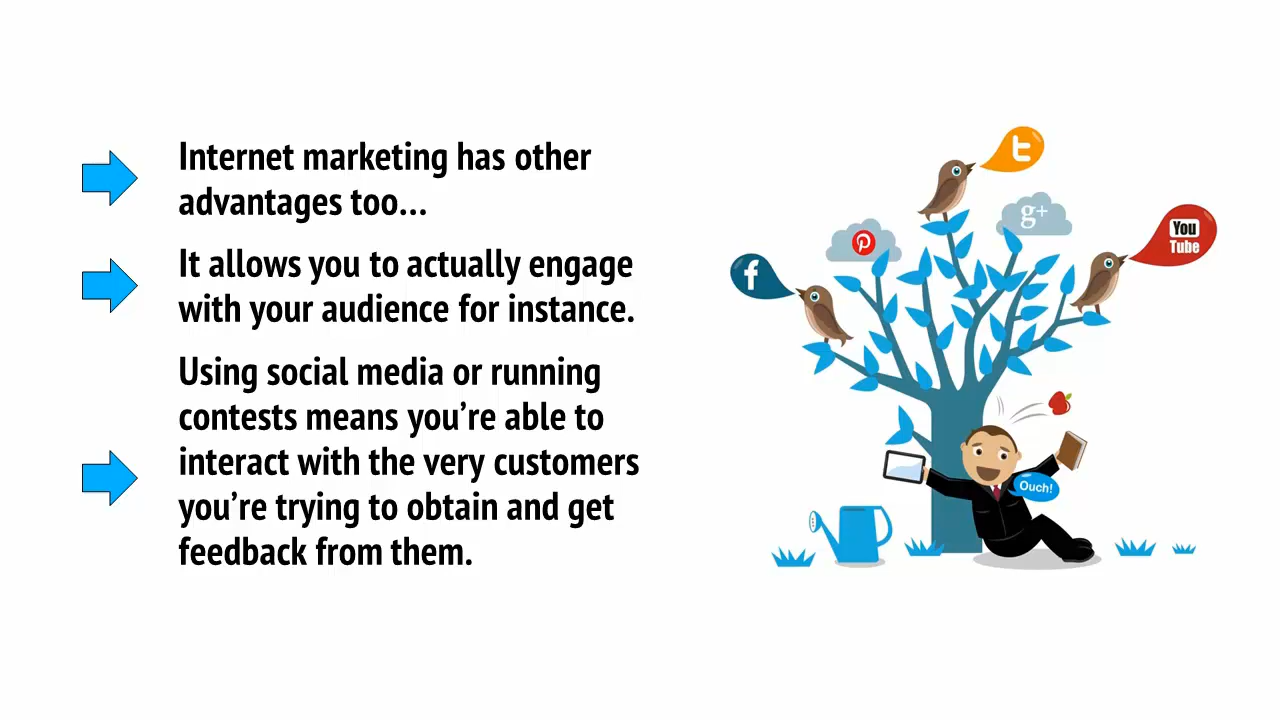 Internet marketing has other
advantages too...
It allows you to actually engage
with your audience for instance.
Using social media or running
contests means you’re able to
interact with the very customers
you’re trying to obtain and get
feedback from them.
t
g+
f
You
Tube
Ouch!